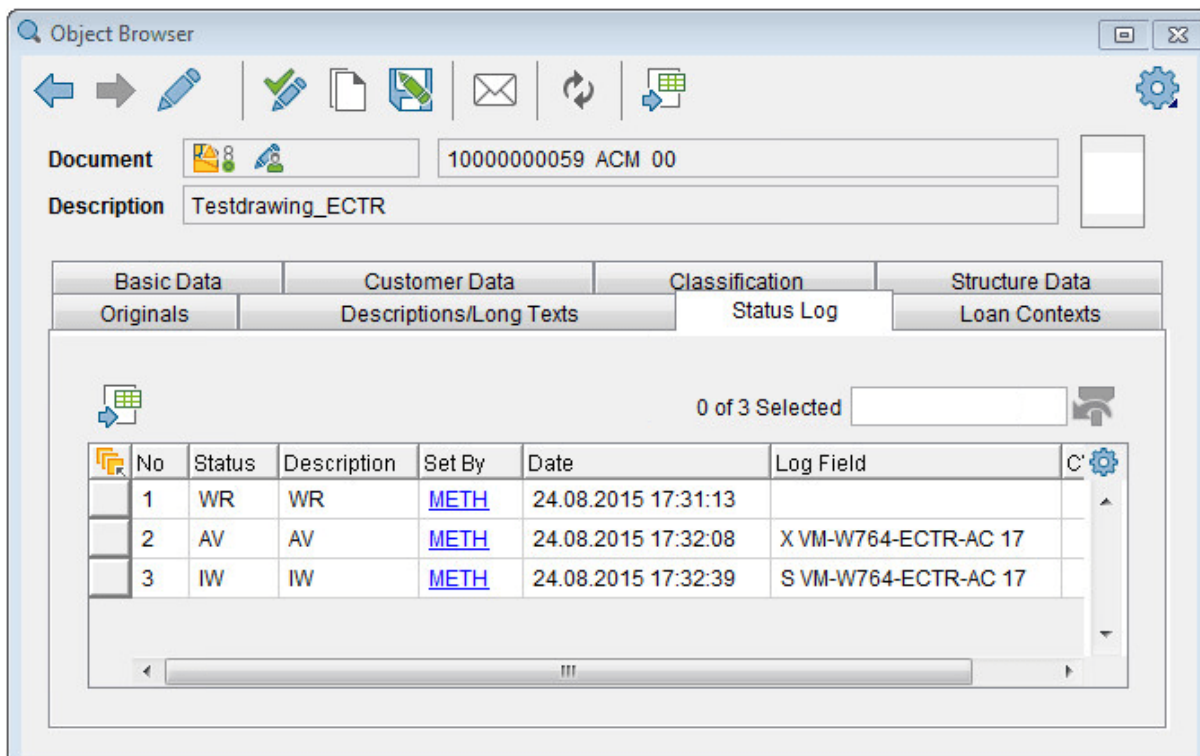 Object Browser
Document 10000000059 ACM 00
Description Testdrawing_ECTR
Basic Data Customer Data Classification Structure Data
Originals Descriptions/Long Texts Status Log Loan Contexts
0 of 3 Selected
No Status Description Set By Date Log Field
1 WR WR METH 24.08.2015 17:31:13
2 AV AV METH 24.08.2015 17:32:08 X VM-W764-ECTR-AC 17
3 IW IW METH 24.08.2015 17:32:39 S VM-W764-ECTR-AC 17